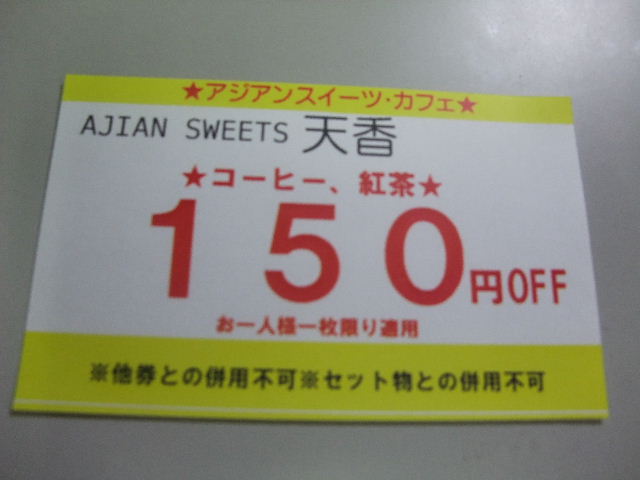 ★アジアンスイーツ・カフェ★
AJIAN SWEETS 天香
★コーヒー、紅茶★
150円OFF
お一人様一枚限り適用
※他券との併用不可※セット物との併用不可